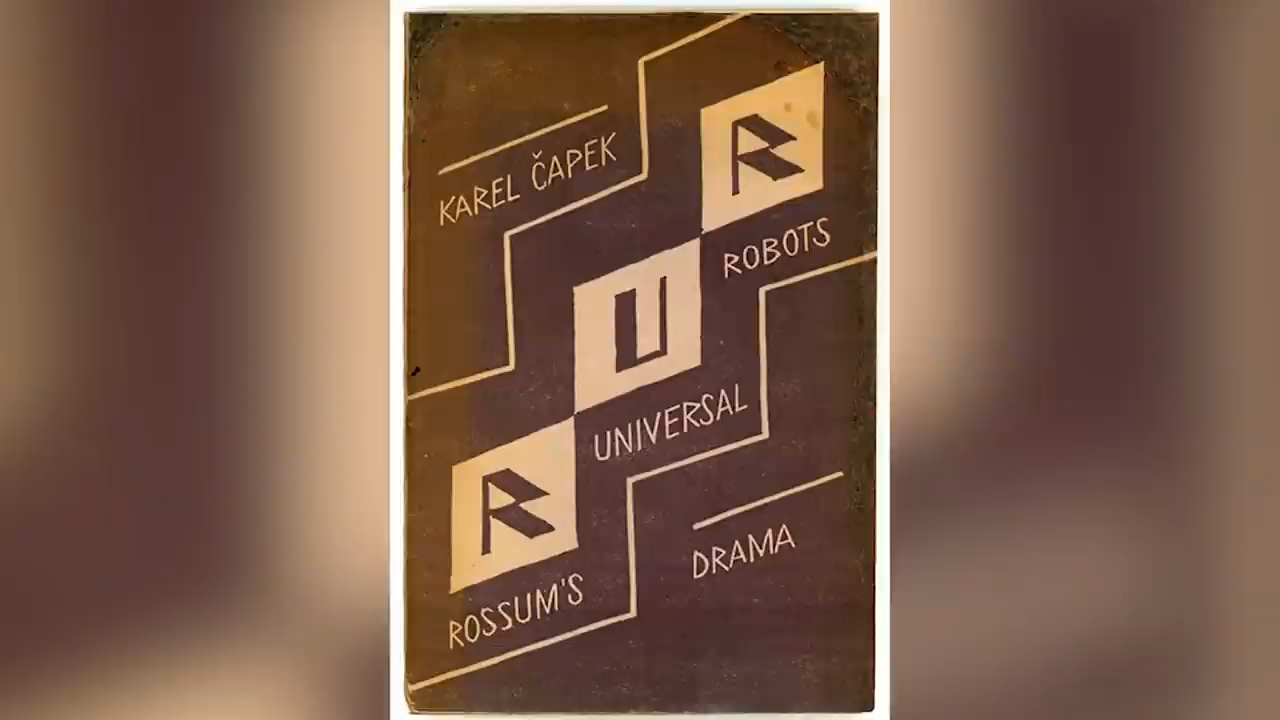 KAREL ČAPEK
R
ROBOTS
U
UNIVERSAL
R
ROSSUM'S
DRAMA